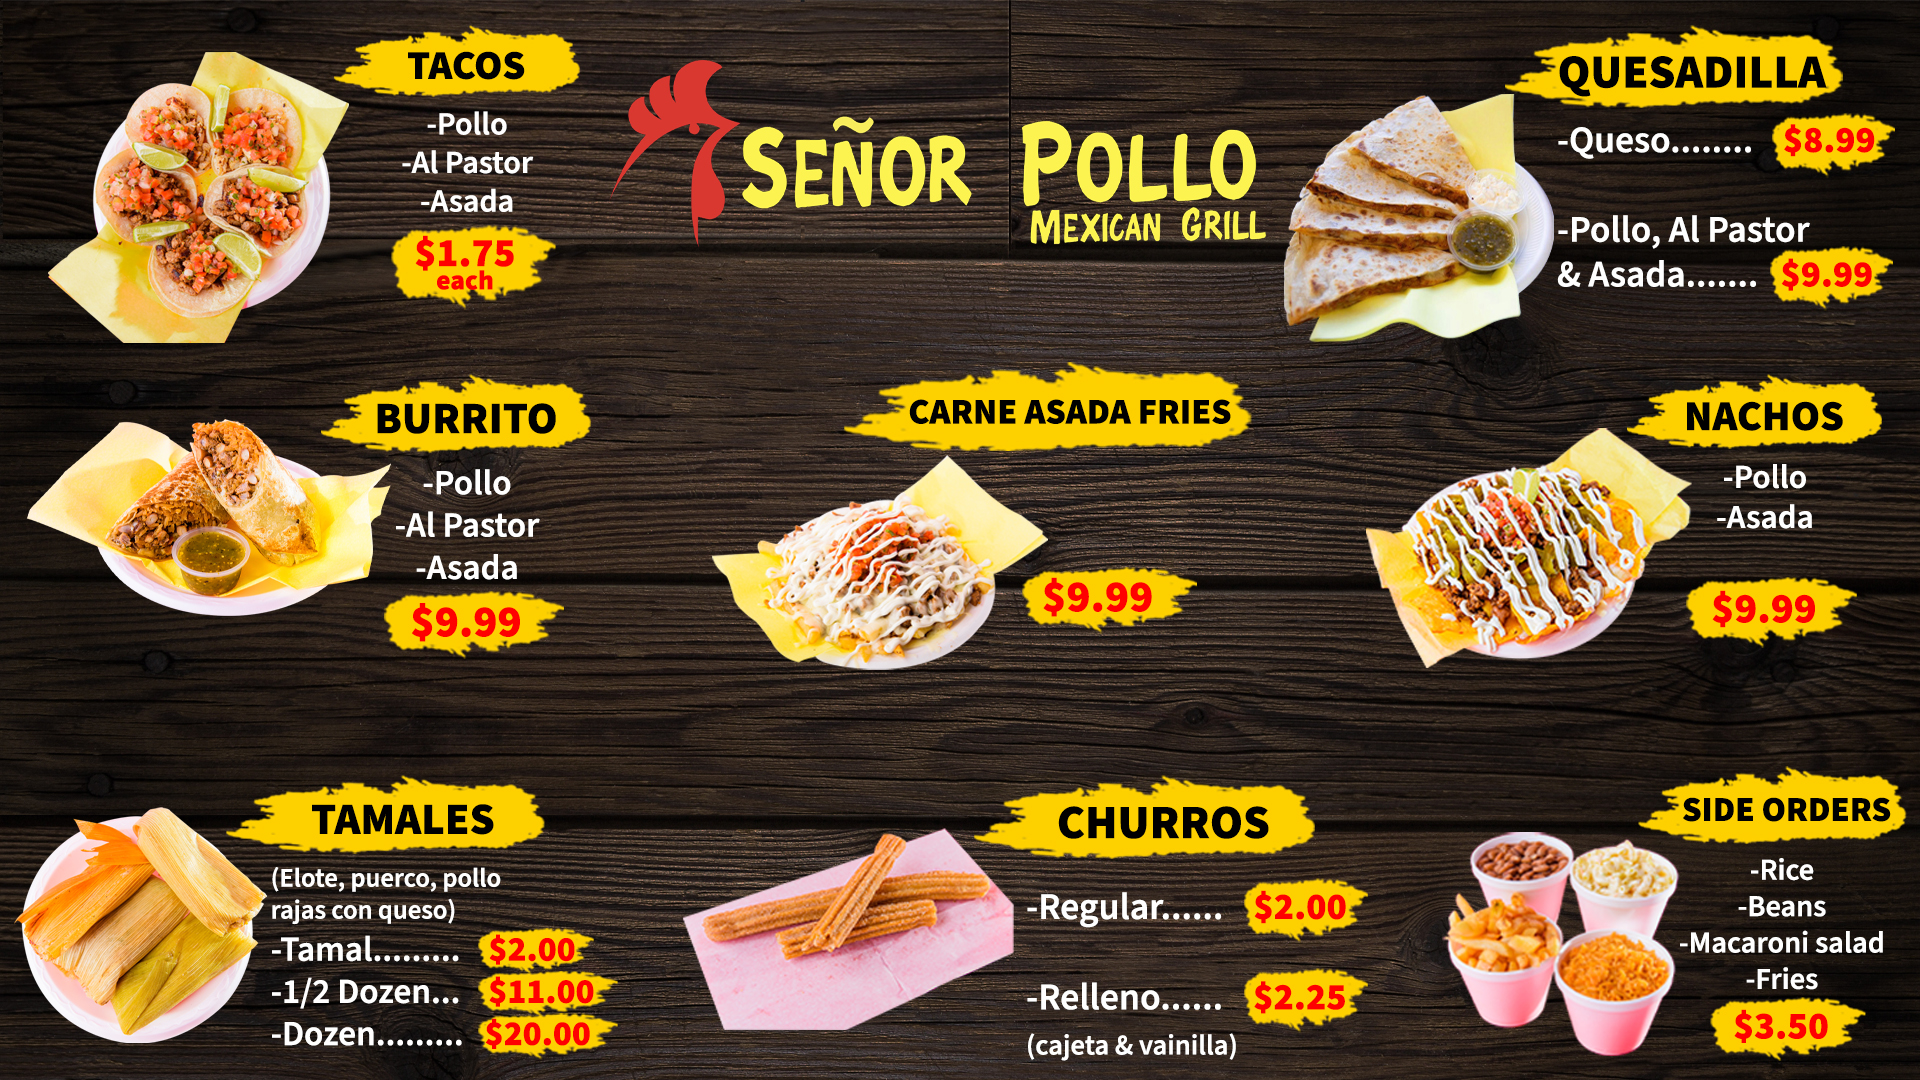 TACOS
-Pollo
-Al Pastor
-Asada
$1.75
each
SEÑOR POLLO
MEXICAN GRILL
QUESADILLA
-Queso........ $8.99
-Pollo, Al Pastor
& Asada....... $9.99
BURRITO
-Pollo
-Al Pastor
-Asada
$9.99
CARNE ASADA FRIES
$9.99
NACHOS
-Pollo
-Asada
$9.99
TAMALES
(Elote, puerco, pollo
rajas con queso)
-Tamal......... $2.00
-1/2 Dozen... $11.00
-Dozen......... $20.00
CHURROS
-Regular...... $2.00
-Relleno...... $2.25
(cajeta & vainilla)
SIDE ORDERS
-Rice
-Beans
-Macaroni salad
-Fries
$3.50